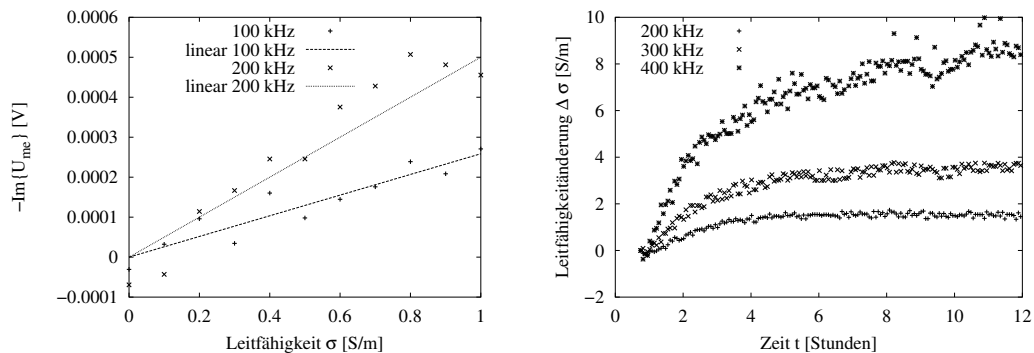 0.0006
0.0005
0.0004
0.0003
0.0002
0.0001
0
−0.0001
−Im{U_me} [V]
100 kHz
linear 100 kHz
200 kHz
linear 200 kHz
0 0.2 0.4 0.6 0.8 1
Leitfähigkeit σ [S/m]
10
8
6
4
2
0
−2
Leitfähigkeitänderung Δ σ [S/m]
200 kHz
300 kHz
400 kHz
0 2 4 6 8 10 12
Zeit t [Stunden]